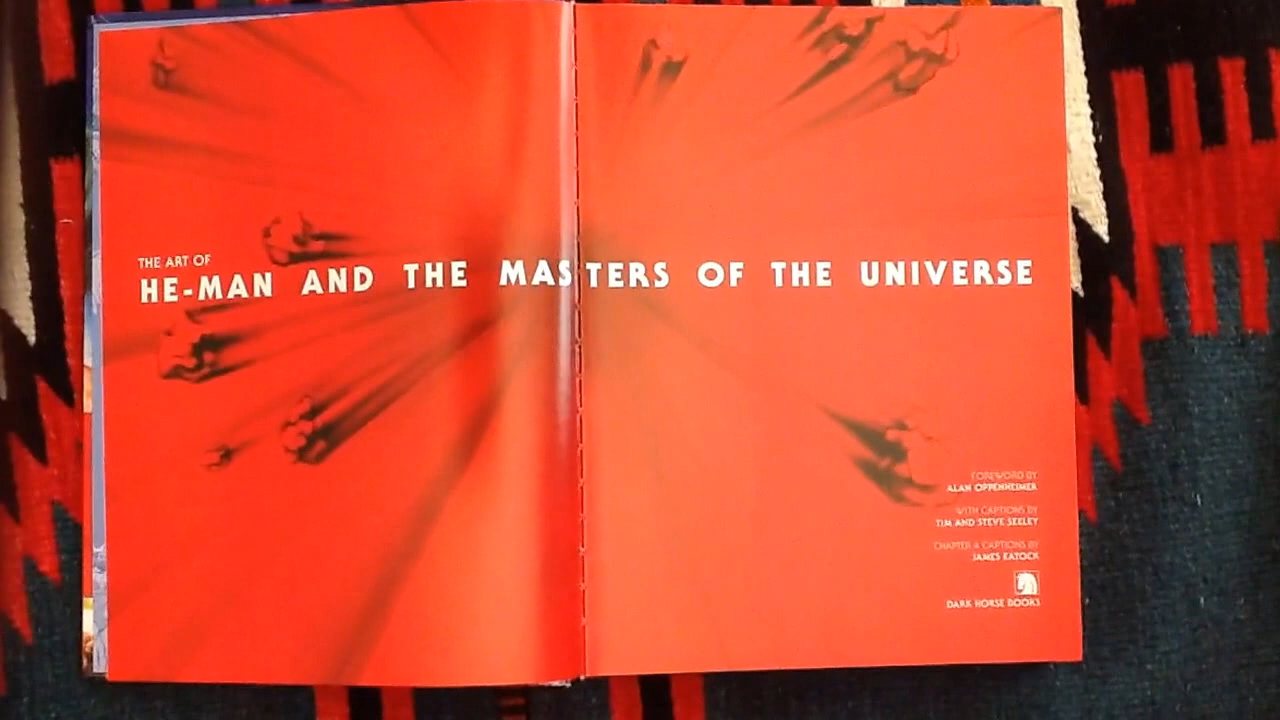 THE ART OF
HE-MAN AND THE MASTERS OF THE UNIVERSE
FOREWORD BY
ALAN OPPENHEIMER
WITH CAPTIONS BY
TIM AND STEVE SEELEY
CHAPTER 4 CAPTIONS BY
JAMES EATOCK
DARK HORSE BOOKS